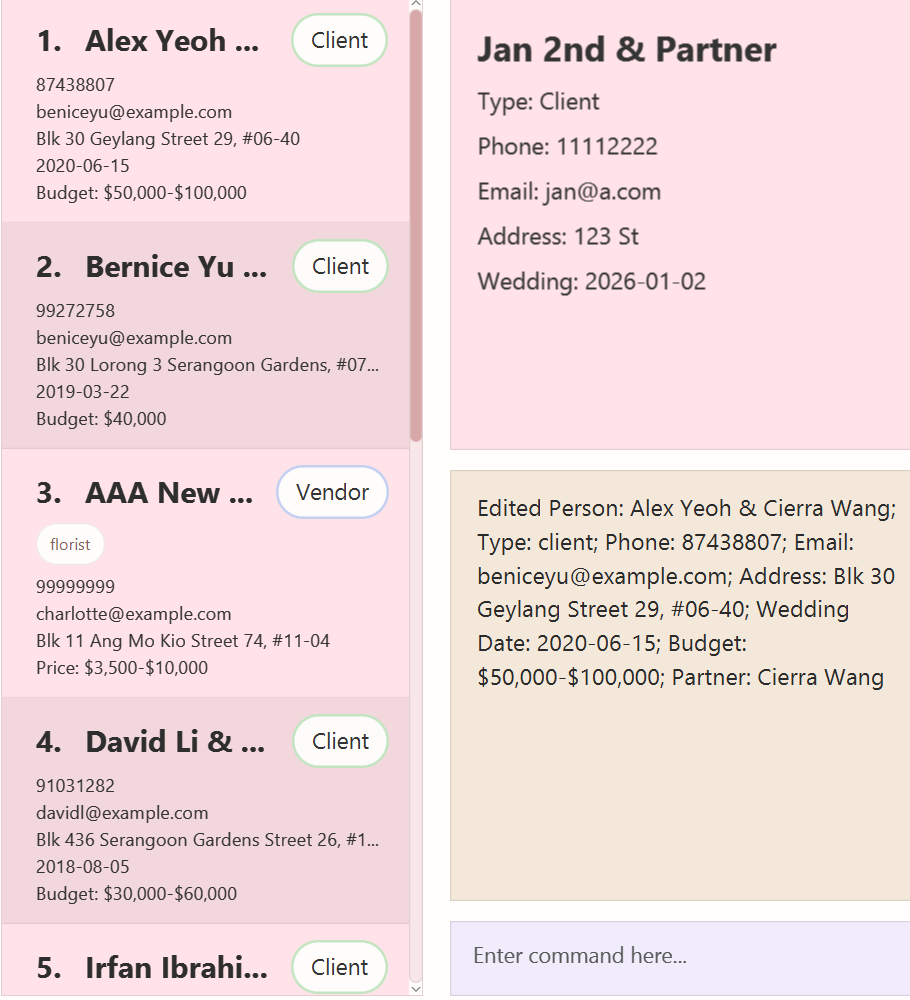 1. Alex Yeoh ... Client
87438807
beniceyu@example.com
Blk 30 Geylang Street 29, #06-40
2020-06-15
Budget: $50,000-$100,000
2. Bernice Yu ... Client
99272758
beniceyu@example.com
Blk 30 Lorong 3 Serangoon Gardens, #07...
2019-03-22
Budget: $40,000
3. AAA New ... Vendor
florist
99999999
charlotte@example.com
Blk 11 Ang Mo Kio Street 74, #11-04
Price: $3,500-$10,000
4. David Li & ... Client
91031282
davidl@example.com
Blk 436 Serangoon Gardens Street 26, #1...
2018-08-05
Budget: $30,000-$60,000
5. Irfan Ibrahi... Client
Jan 2nd & Partner
Type: Client
Phone: 11112222
Email: jan@a.com
Address: 123 St
Wedding: 2026-01-02
Edited Person: Alex Yeoh & Cierra Wang;
Type: client; Phone: 87438807; Email:
beniceyu@example.com; Address: Blk 30
Geylang Street 29, #06-40; Wedding
Date: 2020-06-15; Budget:
$50,000-$100,000; Partner: Cierra Wang
Enter command here...